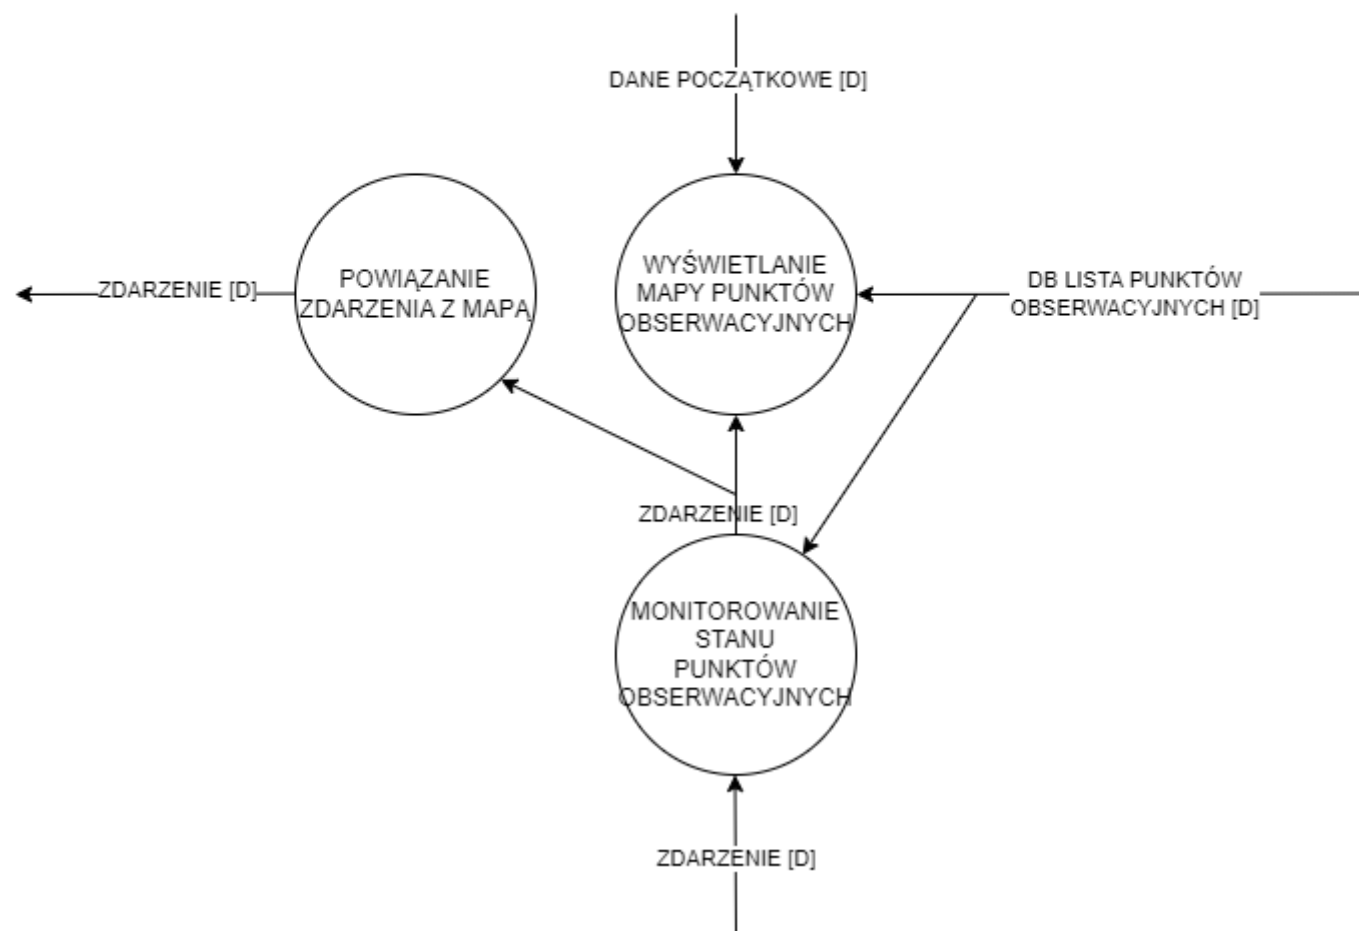 DANE POCZĄTKOWE [D]
POWIĄZANIE
ZDARZENIA Z MAPĄ
ZDARZENIE [D]
WYŚWIETLANIE
MAPY PUNKTÓW
OBSERWACYJNYCH
DB LISTA PUNKTÓW
OBSERWACYJNYCH [D]
ZDARZENIE [D]
MONITOROWANIE
STANU
PUNKTÓW
OBSERWACYJNYCH
ZDARZENIE [D]